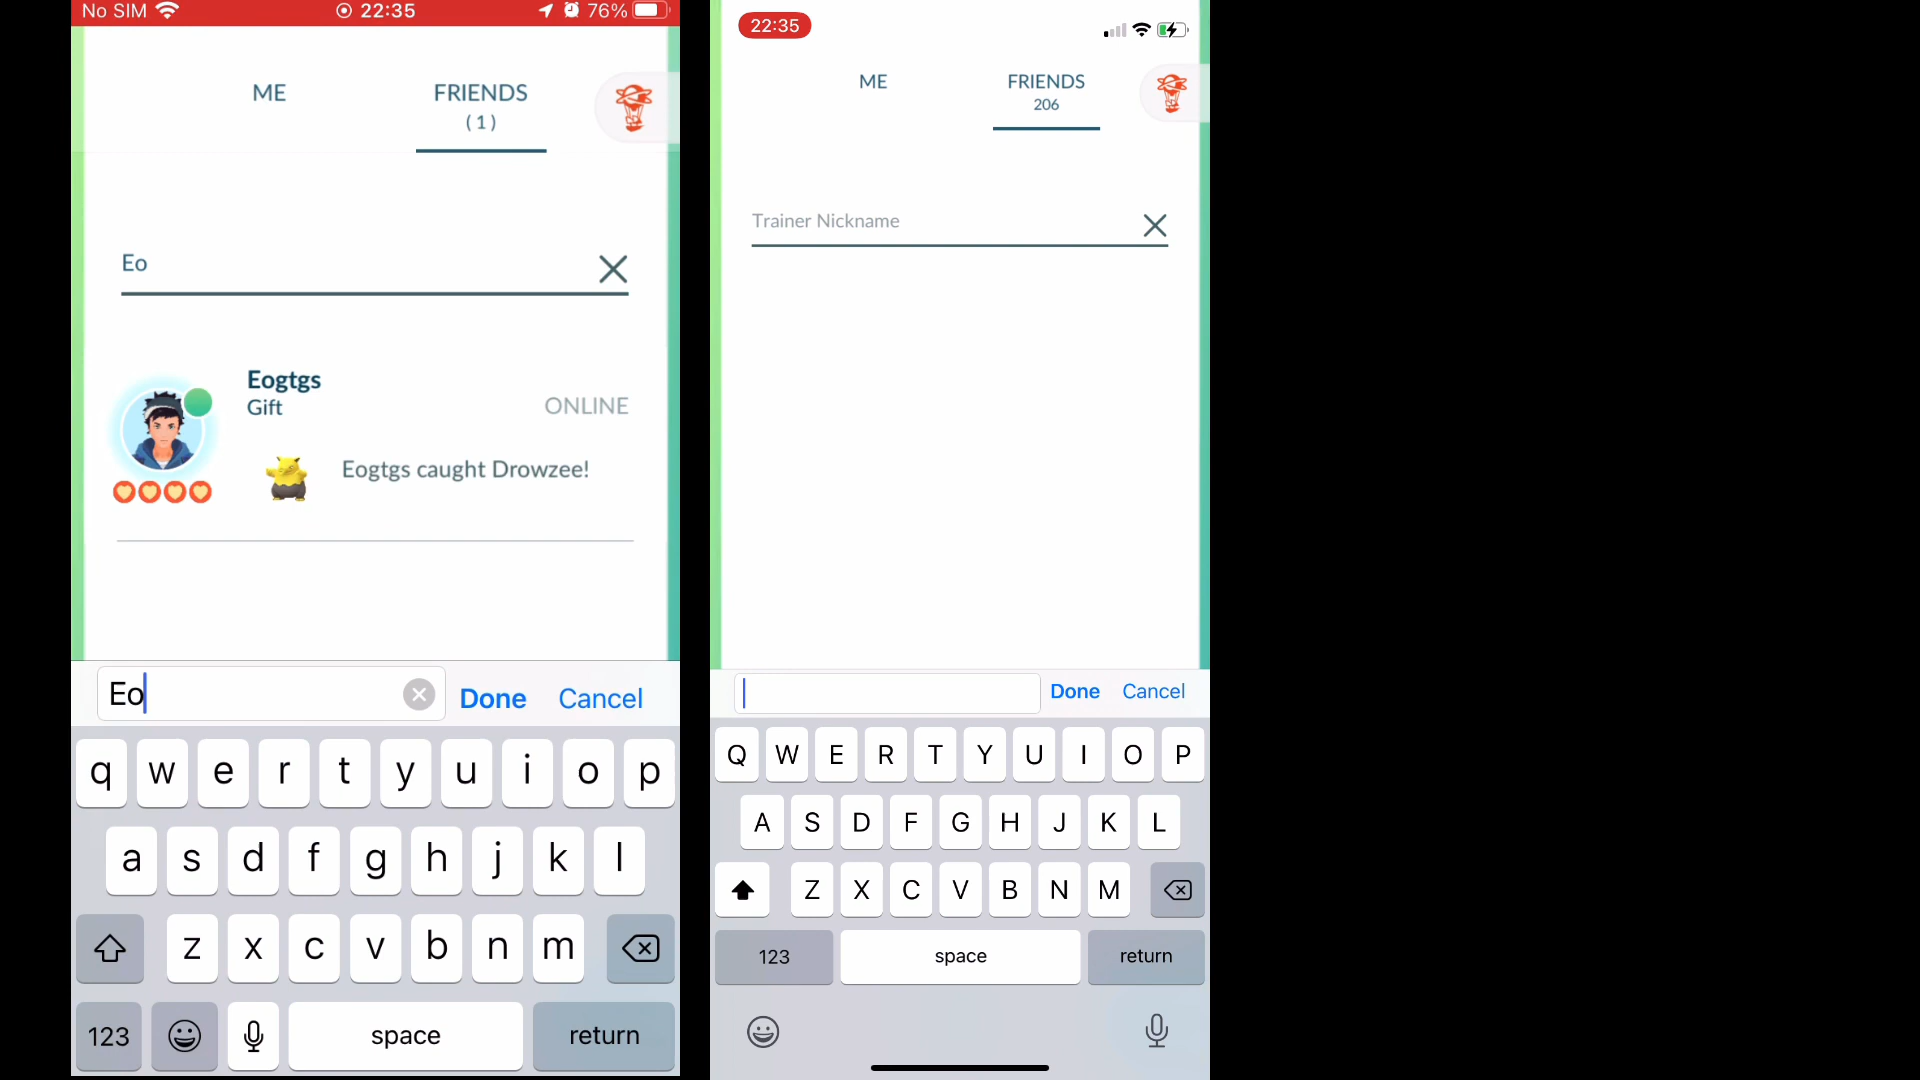 No SIM 22:35 76%
ME FRIENDS
( 1 )
Eo
Eogtgs
Gift
ONLINE
Eogtgs caught Drowzee!
Eo Done Cancel
q w e r t y u i o p
a s d f g h j k l
z x c v b n m
123 space return
22:35
ME FRIENDS
206
Trainer Nickname
Done Cancel
Q W E R T Y U I O P
A S D F G H J K L
Z X C V B N M
123 space return